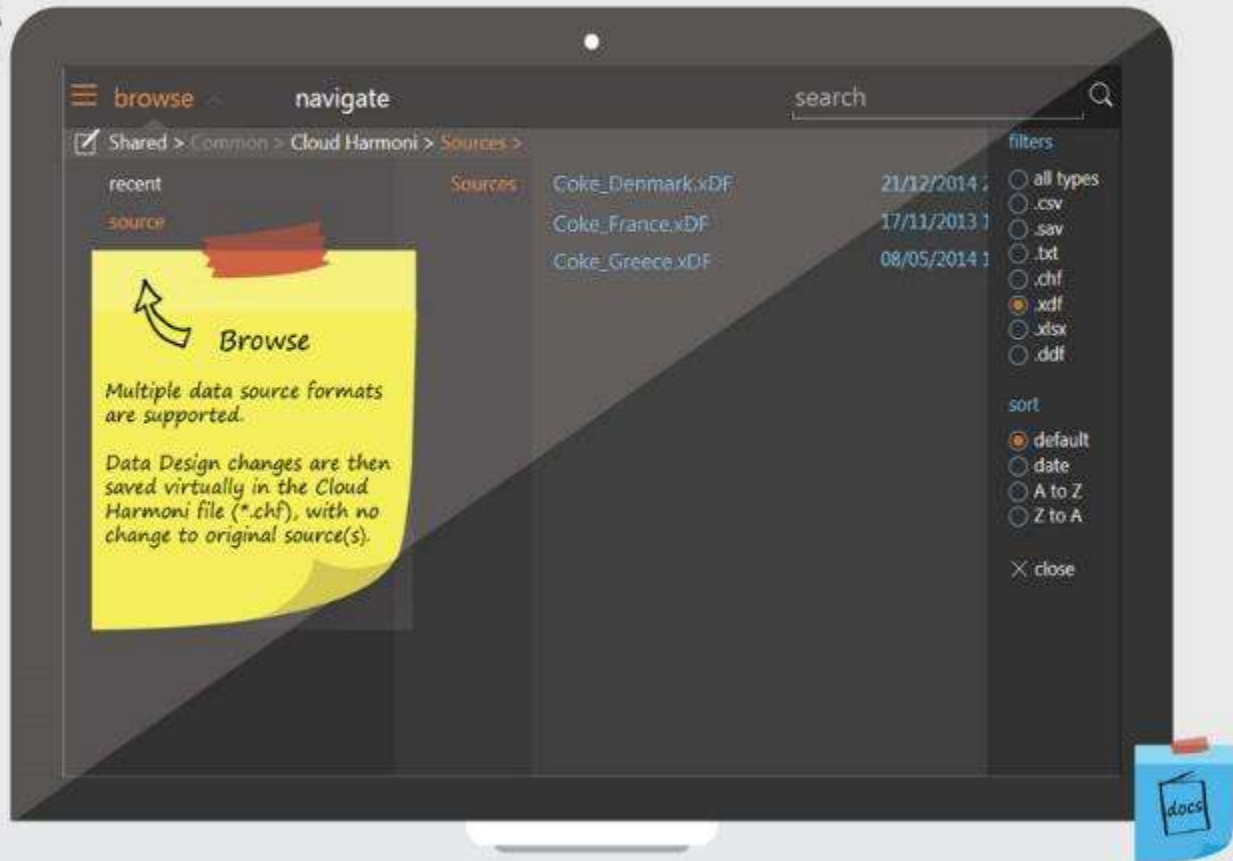 browse navigate search
Shared > Common > Cloud Harmoni > Sources > filters
recent Sources Coke_Denmark.xDF 21/12/2014 all types
source Coke_France.xDF 17/11/2013 1 .csv
Coke_Greece.xDF 08/05/2014 1 .sav
.txt
.chf
.xdf
.xlsx
.ddf
Browse
Multiple data source formats
are supported.
Data Design changes are then
saved virtually in the Cloud
Harmoni file (*.chf), with no
change to original source(s).
sort
default
date
A to Z
Z to A
close
docs